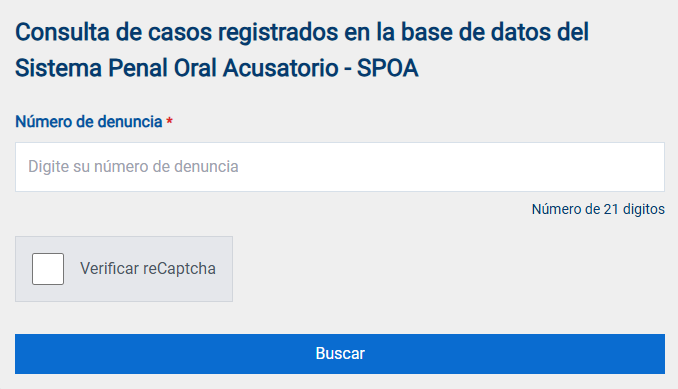 Consulta de casos registrados en la base de datos del
Sistema Penal Oral Acusatorio - SPOA
Número de denuncia *
Digite su número de denuncia
Número de 21 digitos
Verificar reCaptcha
Buscar